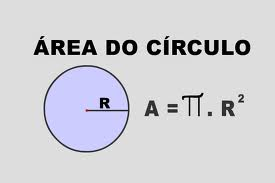 ÁREA DO CÍRCULO
R
A = π . R²